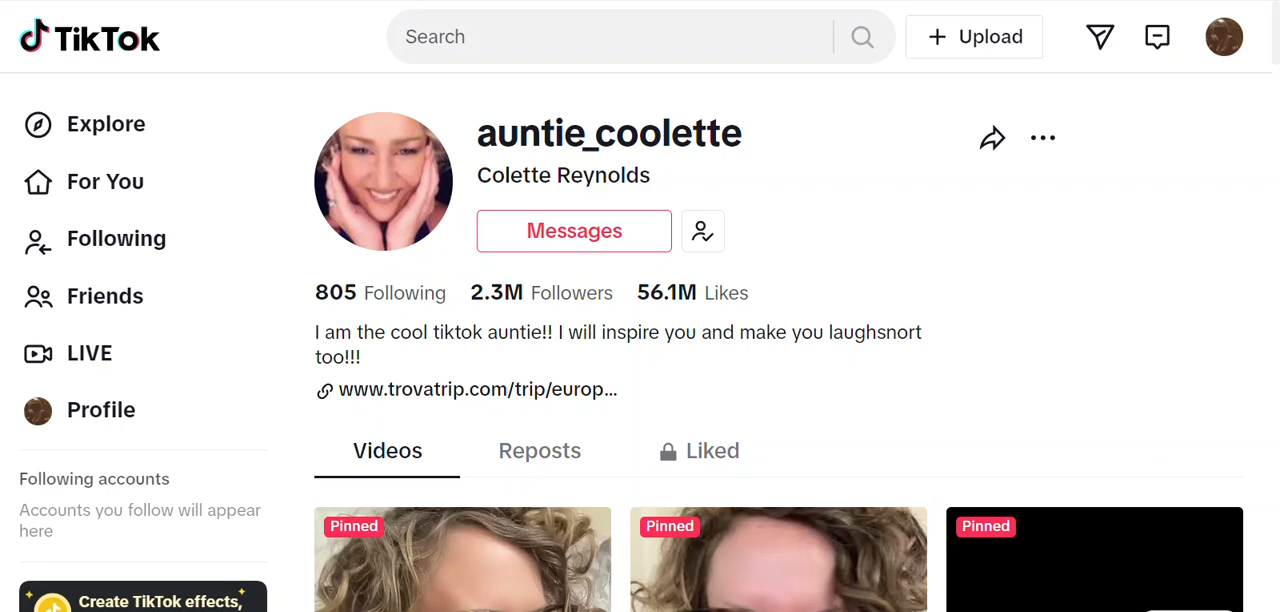 TikTok
Search
Upload
Explore
For You
Following
Friends
LIVE
Profile
Following accounts
Accounts you follow will appear
here
Create TikTok effects,
auntie_coolette
Colette Reynolds
Messages
805 Following 2.3M Followers 56.1M Likes
I am the cool tiktok auntie!! I will inspire you and make you laughsnort
too!!!
www.trovatrip.com/trip/europ...
Videos Reposts Liked
Pinned Pinned Pinned